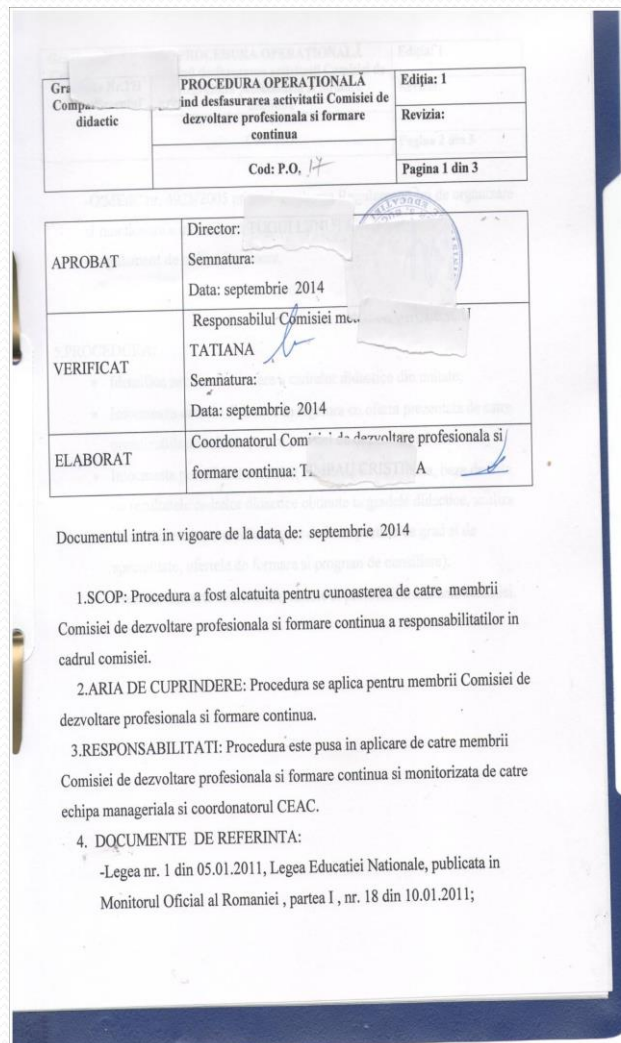 PROCEDURA OPERAŢIONALĂ
ind desfasurarea activitatii Comisiei de
dezvoltare profesionala si formare
continua
Cod: P.O. 17
didactic
Ediţia: 1
Revizia:
Pagina 1 din 3
APROBAT
Director:
Semnatura:
Data: septembrie 2014
VERIFICAT
Responsabilul Comisiei
TATIANA
Semnatura:
Data: septembrie 2014
ELABORAT
Coordonatorul Comisiei de dezvoltare profesionala si
formare continua: T. A
Documentul intra in vigoare de la data de: septembrie 2014
1.SCOP: Procedura a fost alcatuita pentru cunoasterea de catre membrii
Comisiei de dezvoltare profesionala si formare continua a responsabilitatilor in
cadrul comisiei.
2.ARIA DE CUPRINDERE: Procedura se aplica pentru membrii Comisiei de
dezvoltare profesionala si formare continua.
3.RESPONSABILITATI: Procedura este pusa in aplicare de catre membrii
Comisiei de dezvoltare profesionala si formare continua si monitorizata de catre
echipa manageriala si coordonatorul CEAC.
4. DOCUMENTE DE REFERINTA:
-Legea nr. 1 din 05.01.2011, Legea Educatiei Nationale, publicata in
Monitorul Oficial al Romaniei , partea I , nr. 18 din 10.01.2011;